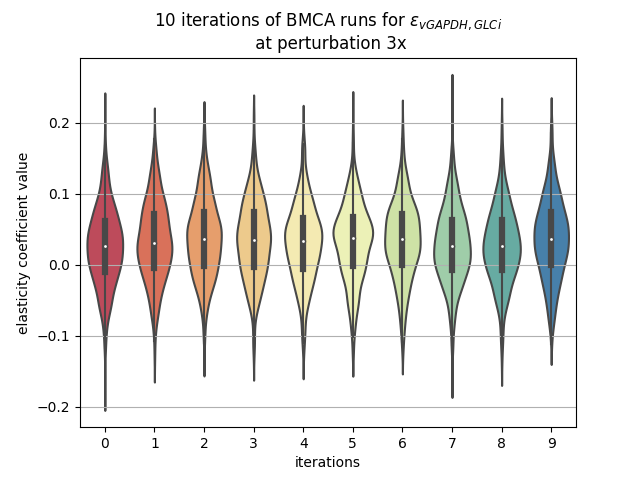 10 iterations of BMCA runs for ε_{vGAPDH, GLCi}
at perturbation 3x
elasticity coefficient value
0.2
0.1
0.0
−0.1
−0.2
0 1 2 3 4 5 6 7 8 9
iterations